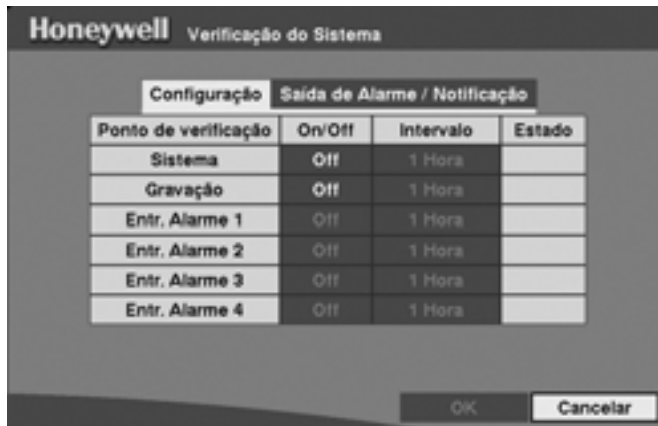 Honeywell Verificação do Sistema
Configuração Saída de Alarme / Notificação
Ponto de verificação On/Off Intervalo Estado
Sistema Off 1 Hora
Gravação Off 1 Hora
Entr. Alarme 1 Off 1 Hora
Entr. Alarme 2 Off 1 Hora
Entr. Alarme 3 Off 1 Hora
Entr. Alarme 4 Off 1 Hora
OK Cancelar